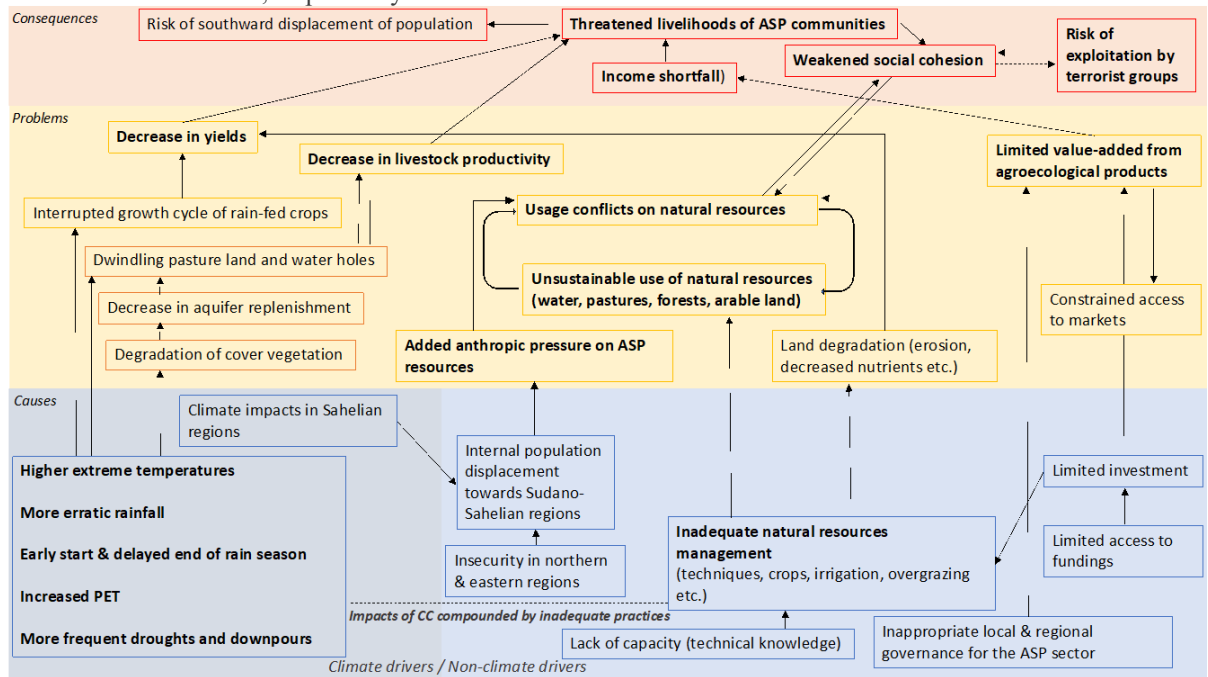 Consequences
Risk of southward displacement of population
Threatened livelihoods of ASP communities
Income shortfall)
Weakened social cohesion
Risk of
exploitation by
terrorist groups
Problems
Decrease in yields
Decrease in livestock productivity
Limited value-added from
agroecological products
Interrupted growth cycle of rain-fed crops
Usage conflicts on natural resources
Dwindling pasture land and water holes
Unsustainable use of natural resources
(water, pastures, forests, arable land)
Decrease in aquifer replenishment
Constrained access
to markets
Degradation of cover vegetation
Added anthropic pressure on ASP
resources
Land degradation (erosion,
decreased nutrients etc.)
Causes
Climate impacts in Sahelian
regions
Higher extreme temperatures
More erratic rainfall
Early start & delayed end of rain season
Increased PET
More frequent droughts and downpours
Internal population
displacement
towards Sudano-
Sahelian regions
Insecurity in northern
& eastern regions
Limited investment
Limited access to
fundings
Inadequate natural resources
management
(techniques, crops, irrigation, overgrazing
etc.)
Impacts of CC compounded by inadequate practices
Lack of capacity (technical knowledge)
Inappropriate local & regional
governance for the ASP sector
Climate drivers / Non-climate drivers